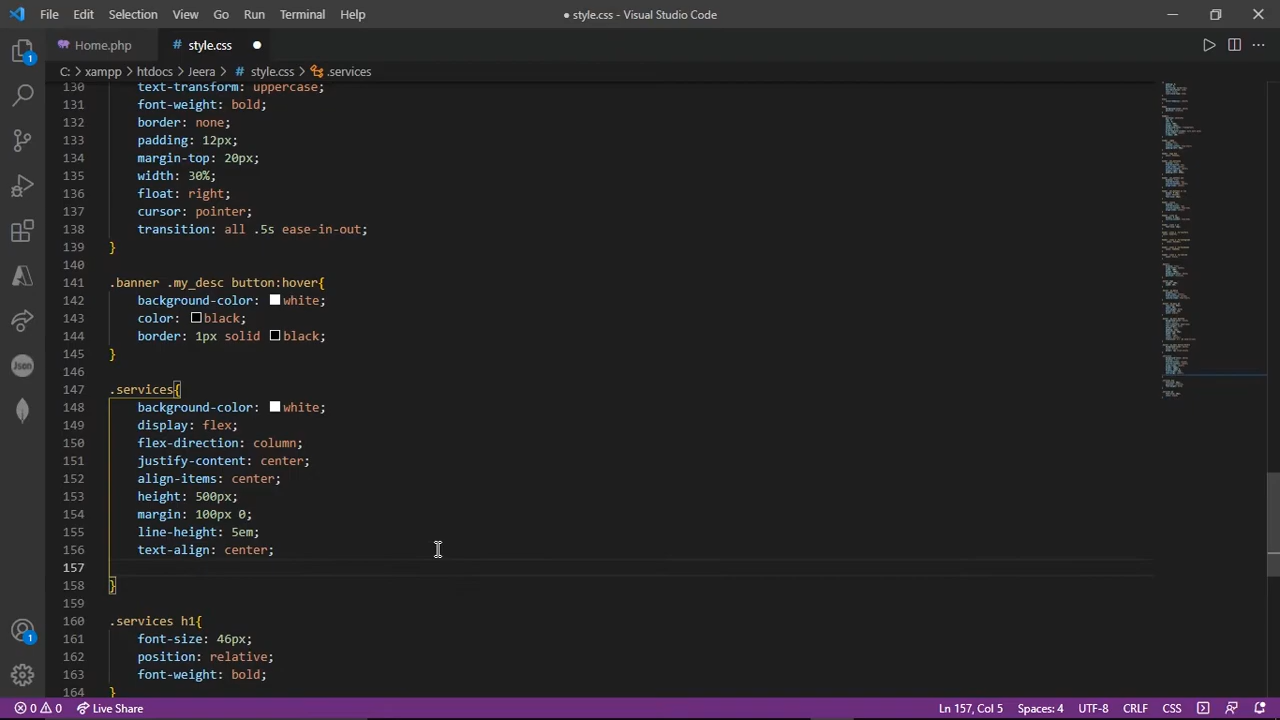 File Edit Selection View Go Run Terminal Help ● style.css - Visual Studio Code
Home.php # style.css ●
C: > xampp > htdocs > Jeera > # style.css > .services
130 text-transform: uppercase;
131 font-weight: bold;
132 border: none;
133 padding: 12px;
134 margin-top: 20px;
135 width: 30%;
136 float: right;
137 cursor: pointer;
138 transition: all .5s ease-in-out;
139 }
140
141 .banner .my_desc button:hover{
142 background-color: white;
143 color: black;
144 border: 1px solid black;
145 }
146
147 .services{
148 background-color: white;
149 display: flex;
150 flex-direction: column;
151 justify-content: center;
152 align-items: center;
153 height: 500px;
154 margin: 100px 0;
155 line-height: 5em;
156 text-align: center;
157
158 }
159
160 .services h1{
161 font-size: 46px;
162 position: relative;
163 font-weight: bold;
164 }
1
Json
1
0 0 Live Share Ln 157, Col 5 Spaces: 4 UTF-8 CRLF CSS